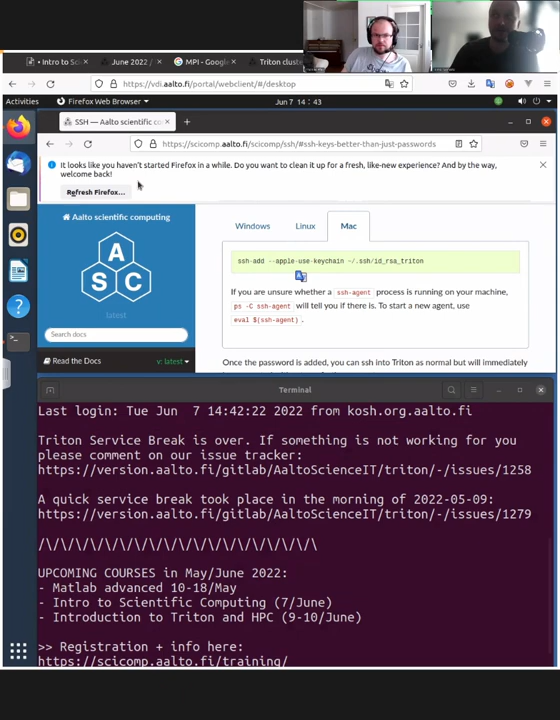 • Intro to Sci
June 2022 /
MPI - Google
Triton cluste
https://vdi.aalto.fi/portal/webclient/#/desktop
Activities
Firefox Web Browser
Jun 7 14:43
SSH — Aalto scientific co
https://scicomp.aalto.fi/scicomp/ssh/#ssh-keys-better-than-just-passwords
It looks like you haven't started Firefox in a while. Do you want to clean it up for a fresh, like-new experience? And by the way,
welcome back!
Refresh Firefox...
Aalto scientific computing
A
S C
latest
Search docs
Read the Docs
v: latest
Windows
Linux
Mac
ssh-add --apple-use-keychain ~/.ssh/id_rsa_triton
If you are unsure whether a ssh-agent process is running on your machine,
ps -C ssh-agent will tell you if there is. To start a new agent, use
eval $(ssh-agent) .
Once the password is added, you can ssh into Triton as normal but will immediately
Terminal
Last login: Tue Jun  7 14:42:22 2022 from kosh.org.aalto.fi
Triton Service Break is over. If something is not working for you
please comment on our issue tracker:
https://version.aalto.fi/gitlab/AaltoScienceIT/triton/-/issues/1258
A quick service break took place in the morning of 2022-05-09:
https://version.aalto.fi/gitlab/AaltoScienceIT/triton/-/issues/1279
/\/\/\/\/\/\/\/\/\/\/\/\/\/\/\/\/\/\
UPCOMING COURSES in May/June 2022:
- Matlab advanced 10-18/May
- Intro to Scientific Computing (7/June)
- Introduction to Triton and HPC (9-10/June)
>> Registration + info here:
https://scicomp.aalto.fi/training/